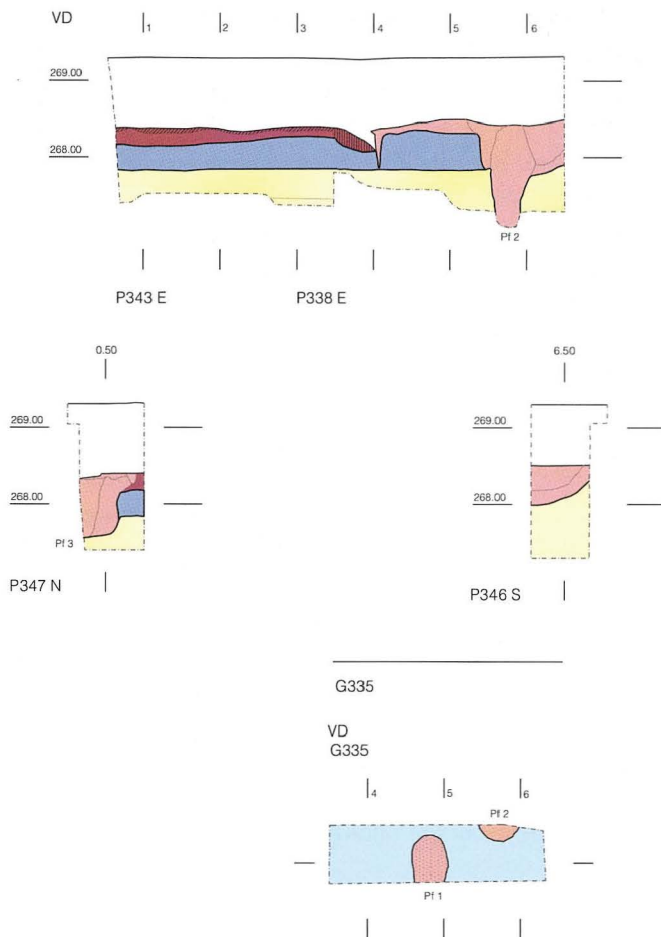 VD 1 2 3 4 5 6
269.00
268.00
Pf 2
P343 E P338 E
0.50 6.50
269.00 269.00
268.00 268.00
Pf 3
P347 N P346 S
G335
VD
G335
4 5 6
Pf 2
Pf 1